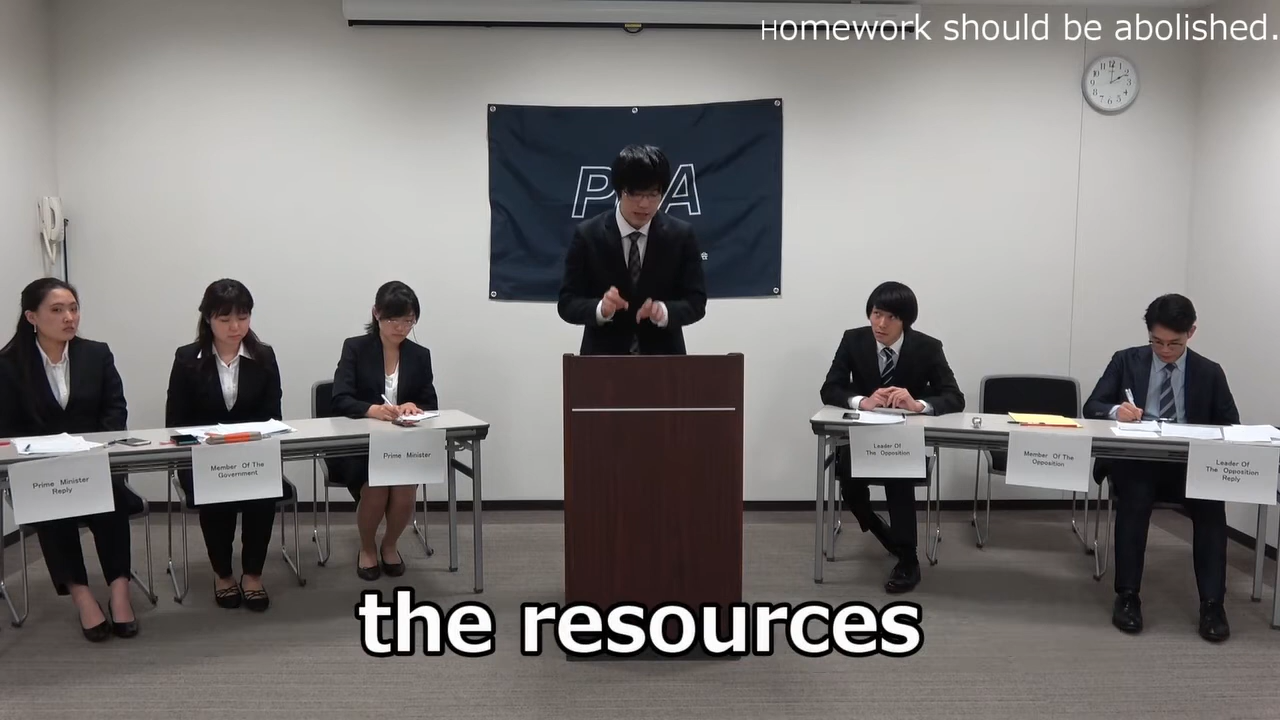 Homework should be abolished.
P A
会
Prime Minister
Reply
Member Of The
Government
Prime Minister
Leader Of
The Opposition
Member Of The
Opposition
Leader Of
The Opposition
Reply
the resources